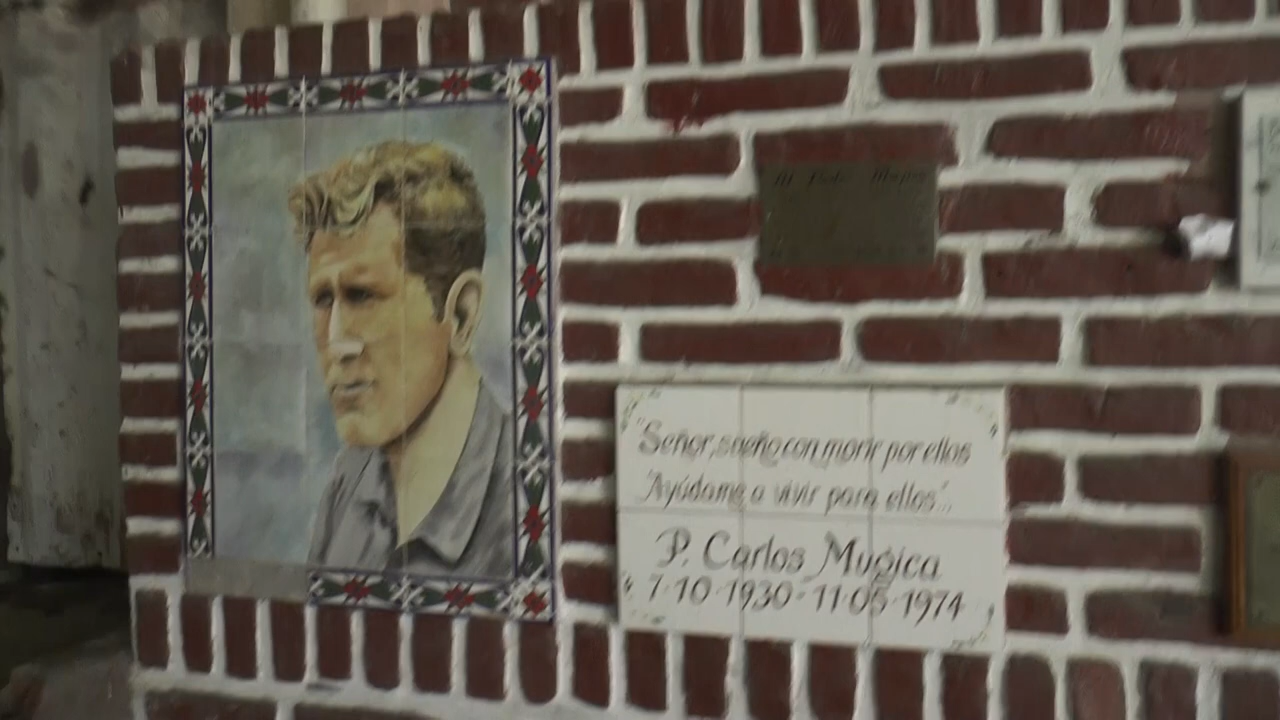 "Señor, sueño con morir por ellos
Ayúdame a vivir para ellos"...
P. Carlos Mugica
7·10·1930-11·05·1974